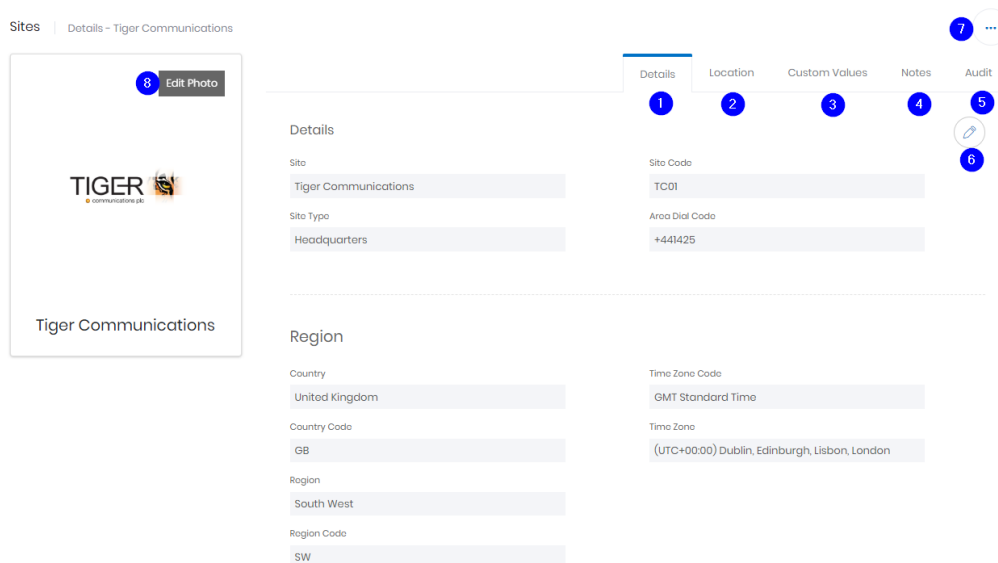 Sites Details - Tiger Communications
7 ...
8 Edit Photo
Details Location Custom Values Notes Audit
1 2 3 4 5
6
TIGER
communications plc
Tiger Communications
Details
Site Site Code
Tiger Communications TC01
Site Type Area Dial Code
Headquarters +441425
Region
Country Time Zone Code
United Kingdom GMT Standard Time
Country Code Time Zone
GB (UTC+00:00) Dublin, Edinburgh, Lisbon, London
Region
South West
Region Code
SW